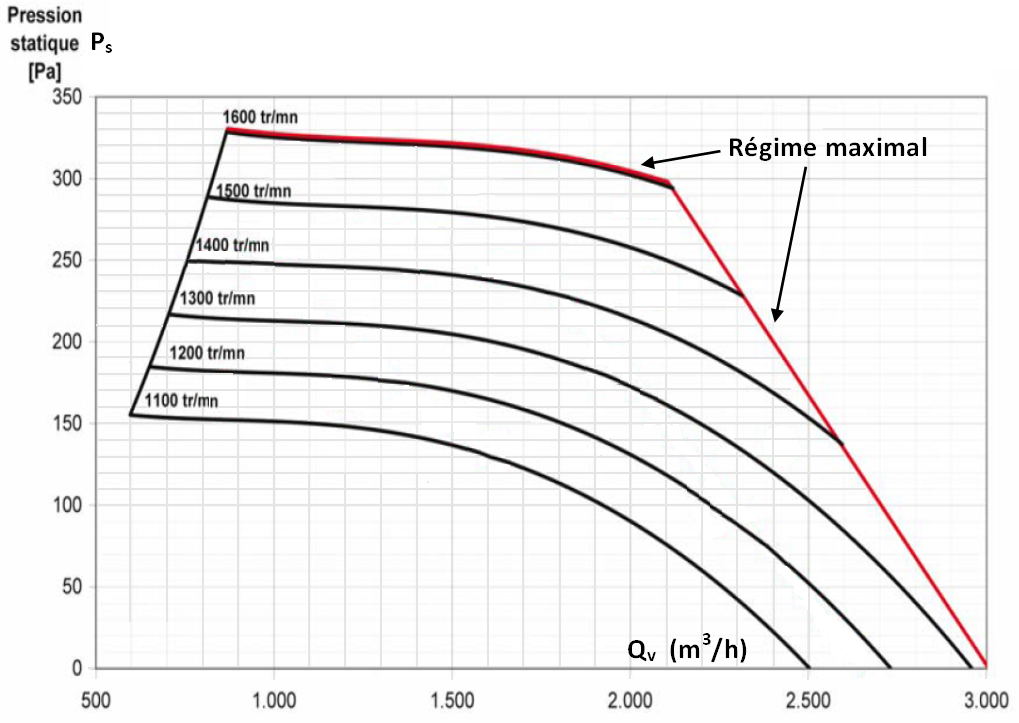 Pression
statique Ps
[Pa]
350
300
250
200
150
100
50
0
1600 tr/mn
1500 tr/mn
1400 tr/mn
1300 tr/mn
1200 tr/mn
1100 tr/mn
Régime maximal
Qv (m³/h)
500 1.000 1.500 2.000 2.500 3.000